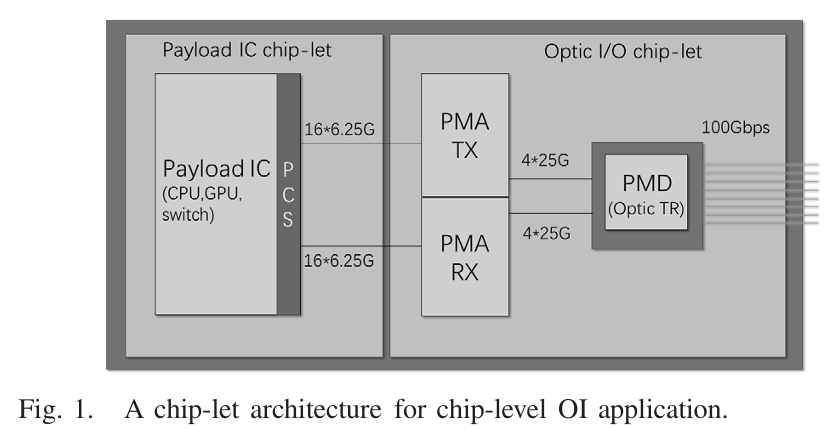 Payload IC chip-let
Optic I/O chip-let
Payload IC
(CPU,GPU,
switch)
P
C
S
16*6.25G
16*6.25G
PMA
TX
PMA
RX
4*25G
4*25G
PMD
(Optic TR)
100Gbps
Fig. 1. A chip-let architecture for chip-level OI application.